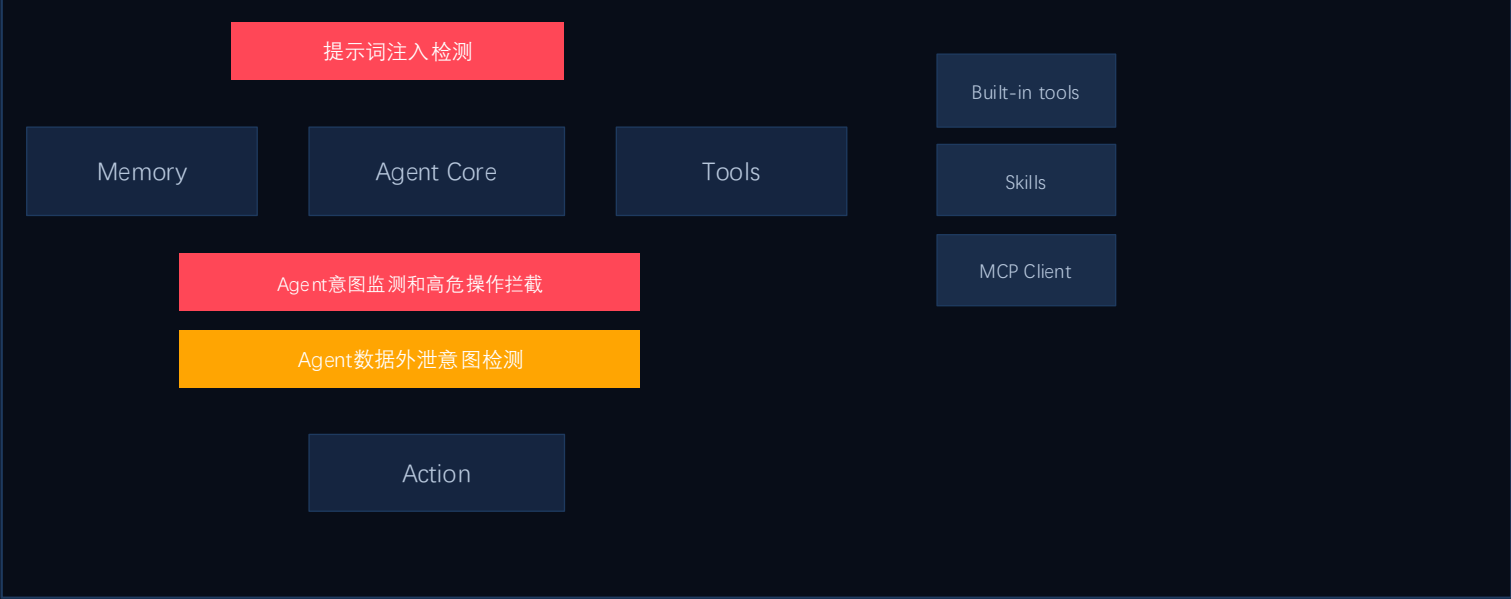 提示词注入检测
Memory
Agent Core
Tools
Agent意图监测和高危操作拦截
Agent数据外泄意图检测
Action
Built-in tools
Skills
MCP Client